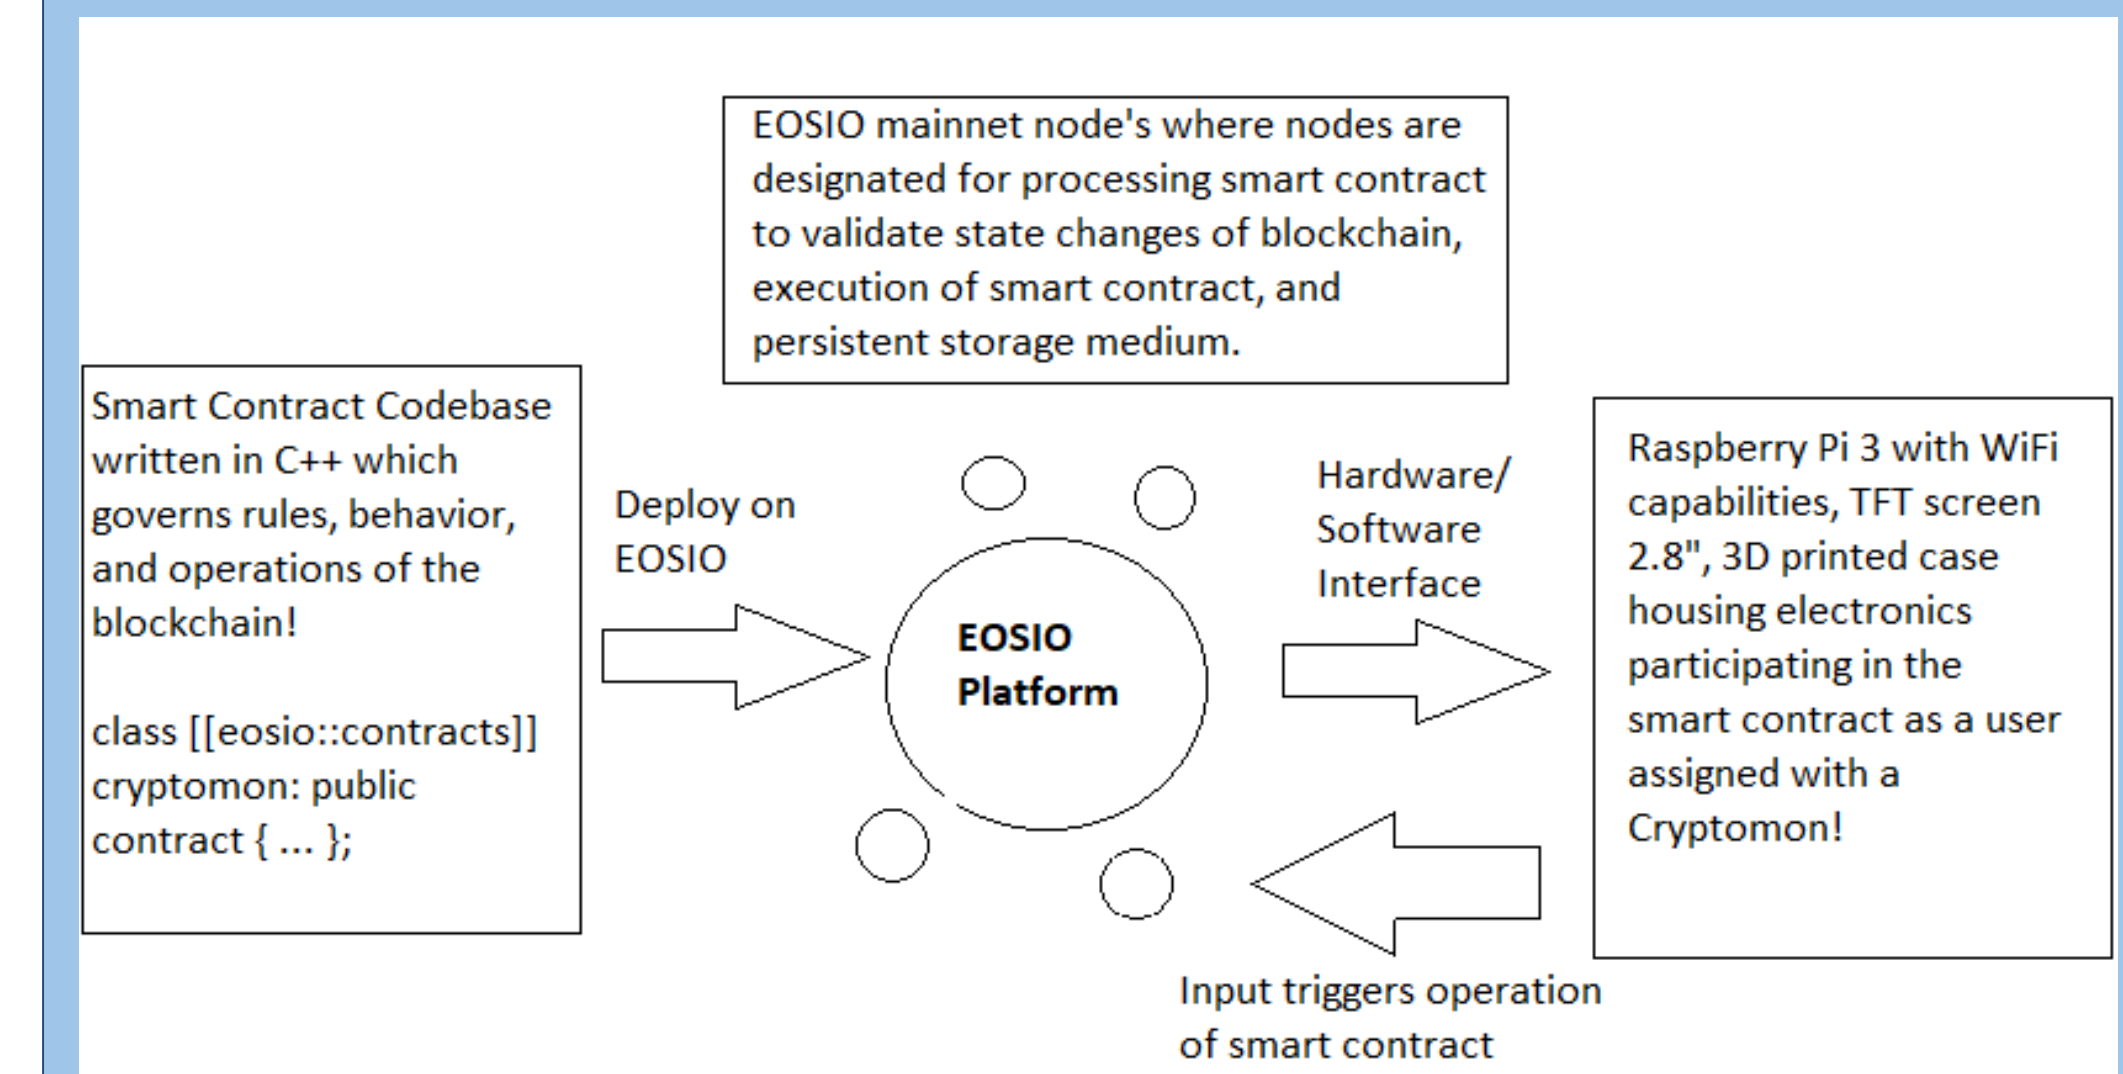 EOSIO mainnet node's where nodes are
designated for processing smart contract
to validate state changes of blockchain,
execution of smart contract, and
persistent storage medium.
Smart Contract Codebase
written in C++ which
governs rules, behavior,
and operations of the
blockchain!
class [[eosio::contracts]]
cryptomon: public
contract { ... };
Deploy on
EOSIO
EOSIO
Platform
Hardware/
Software
Interface
Raspberry Pi 3 with WiFi
capabilities, TFT screen
2.8", 3D printed case
housing electronics
participating in the
smart contract as a user
assigned with a
Cryptomon!
Input triggers operation
of smart contract